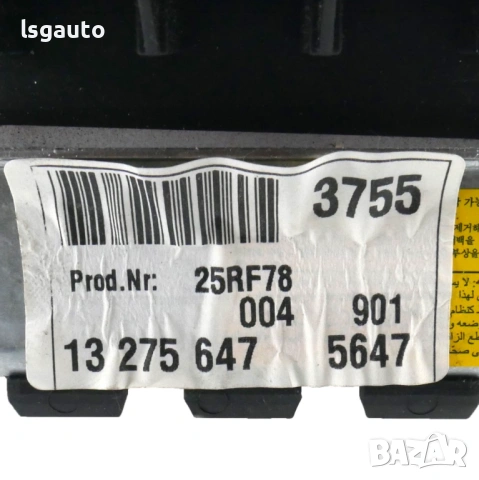 lsgauto
3755
Prod.Nr: 25RF78
004 901
13 275 647 5647
BAZAR